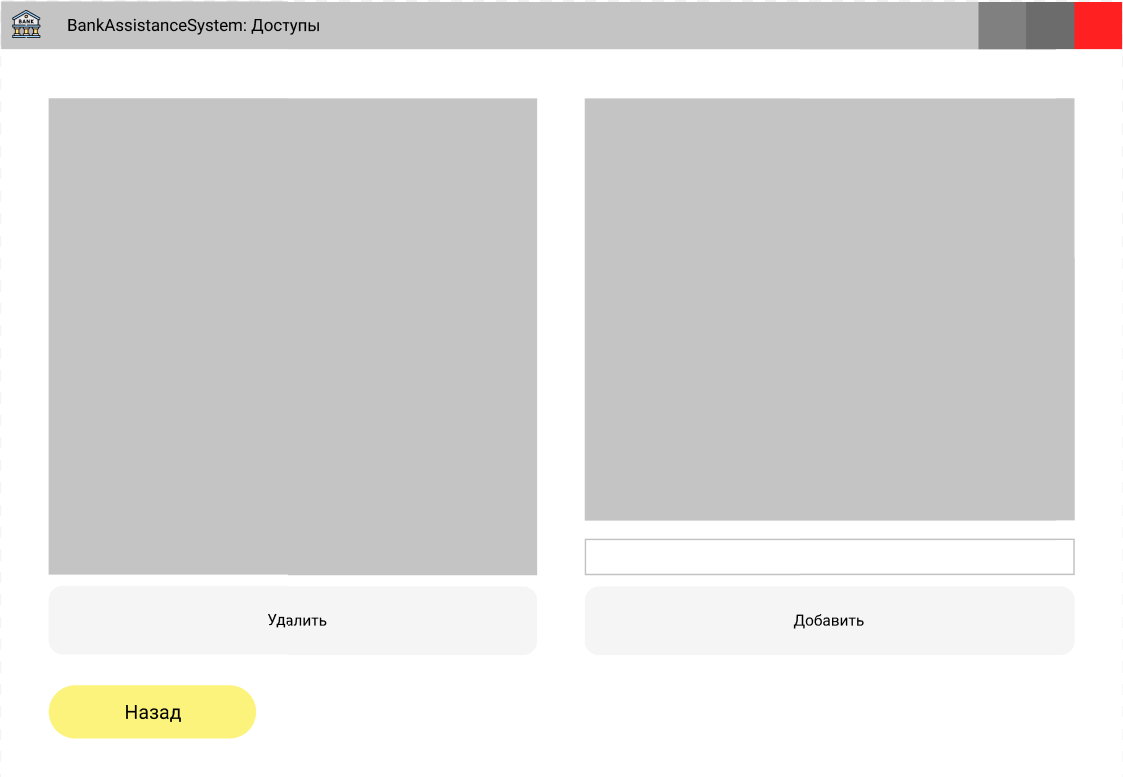 BANK
BankAssistanceSystem: Доступы
Удалить
Добавить
Назад